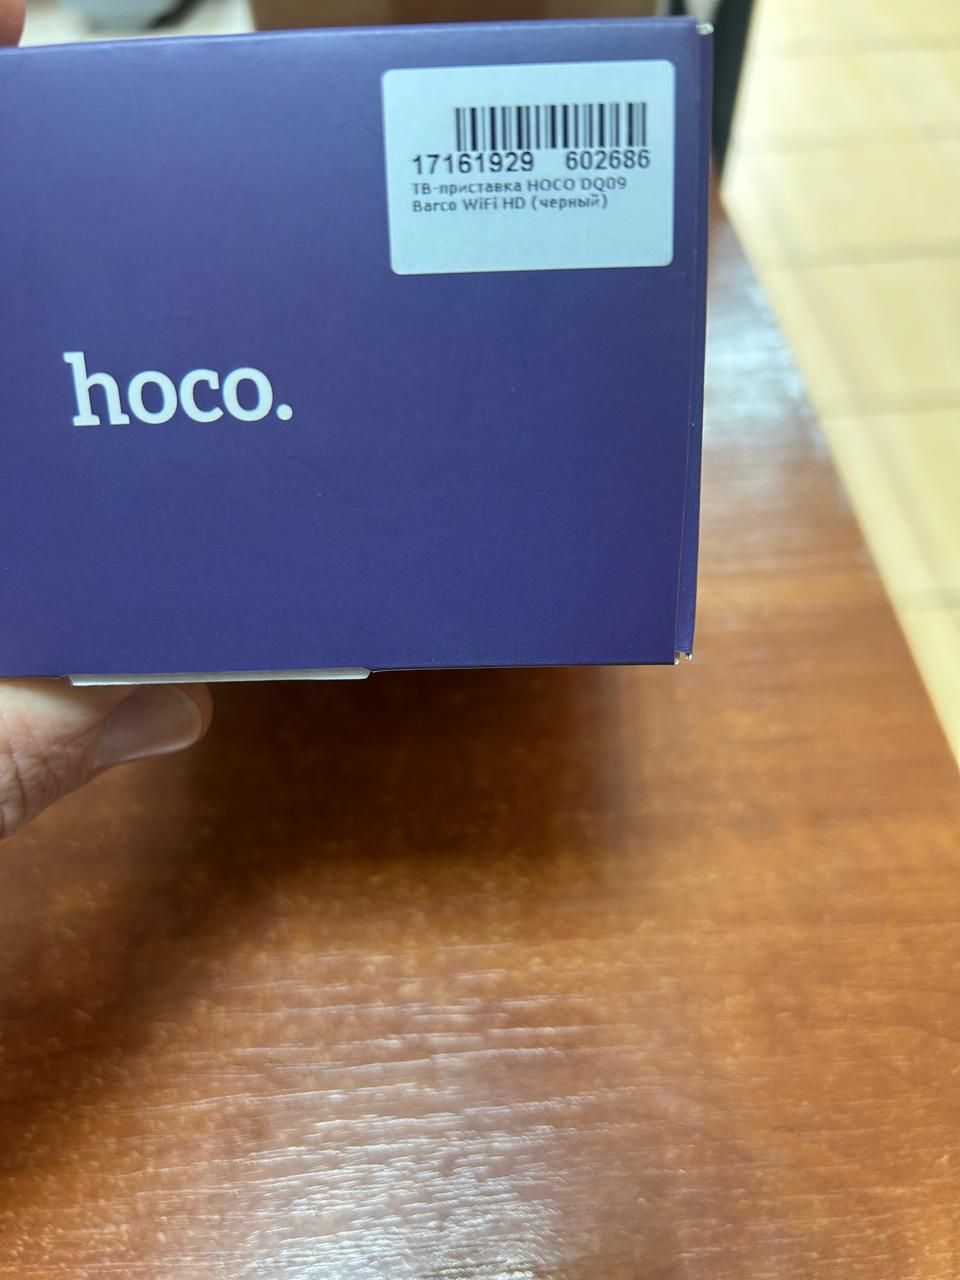 17161929 602686
ТВ-приставка HOCO DQ09
Barco WiFi HD (черный)
hoco.